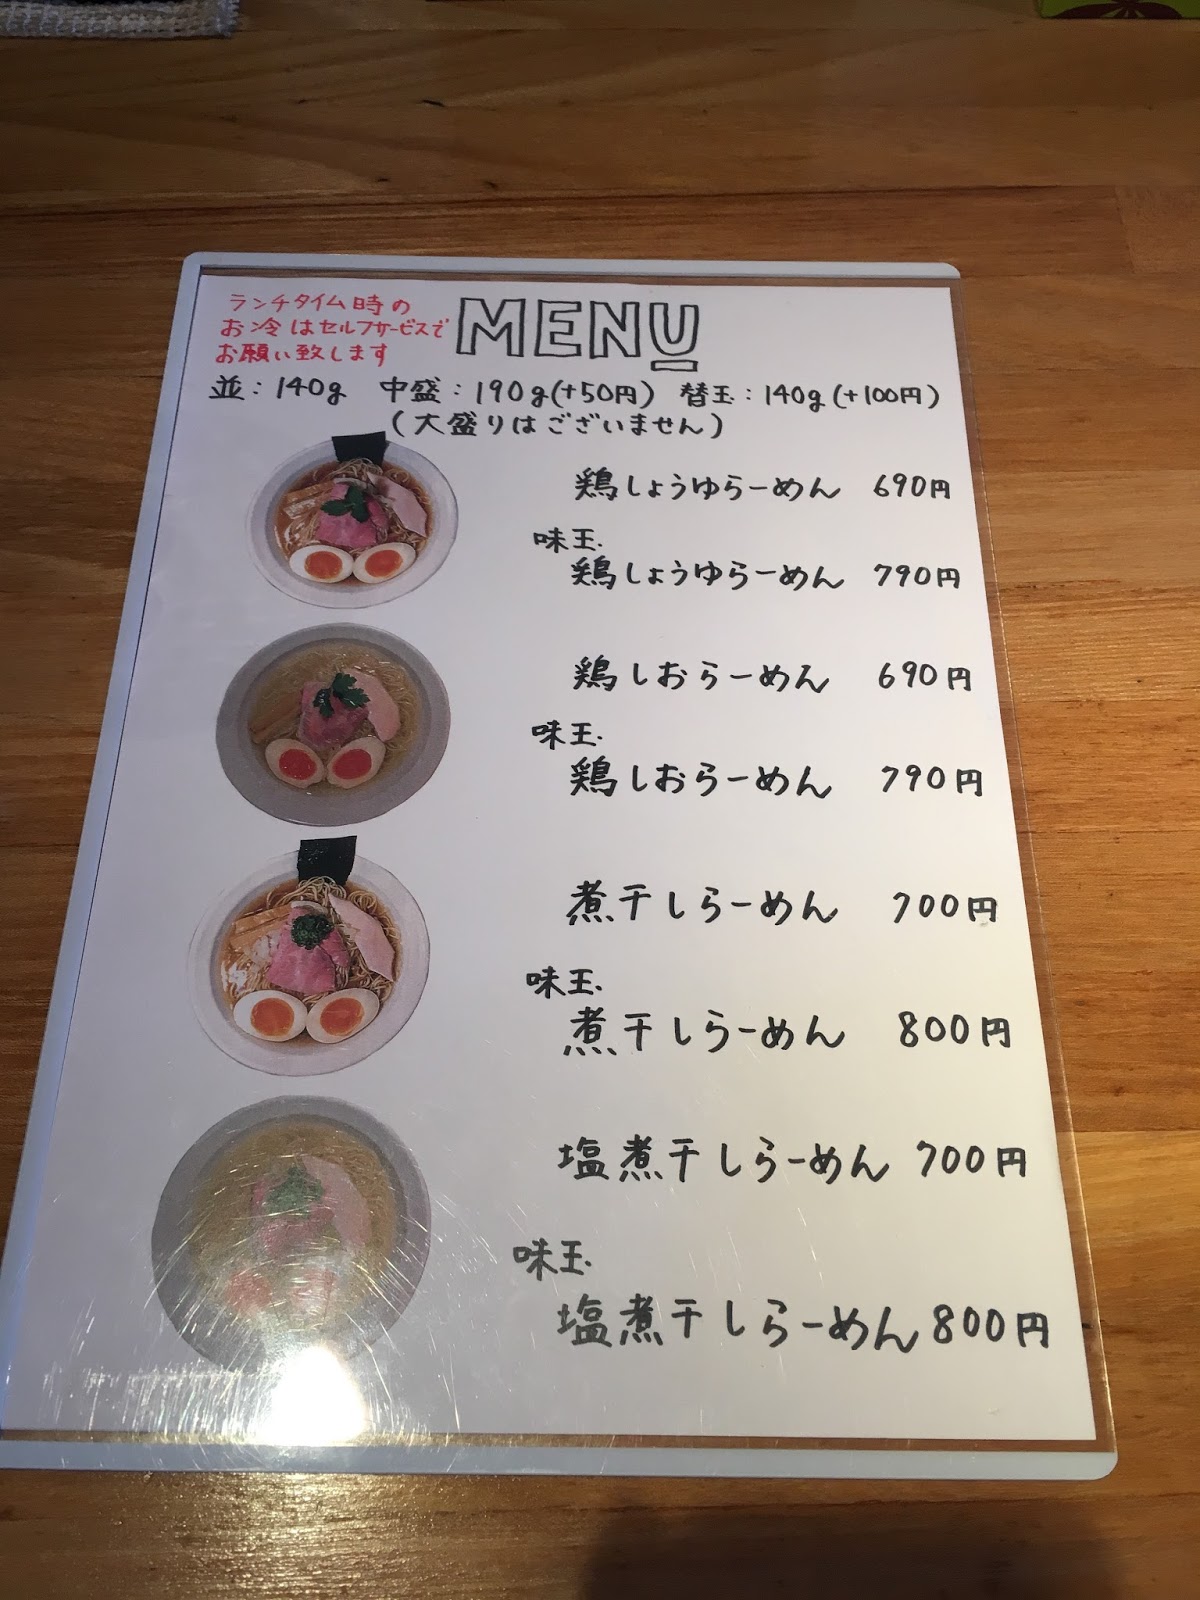 ランチタイム時の
お冷はセルフサービスで
お願い致します
MENU
並:140g 中盛:190g(+50円) 替玉:140g(+100円)
(大盛りはございません)
鶏しょうゆらーめん 690円
味玉
鶏しょうゆらーめん 790円
鶏しおらーめん 690円
味玉
鶏しおらーめん 790円
煮干しらーめん 700円
味玉
煮干しらーめん 800円
塩煮干しらーめん 700円
味玉
塩煮干しらーめん 800円